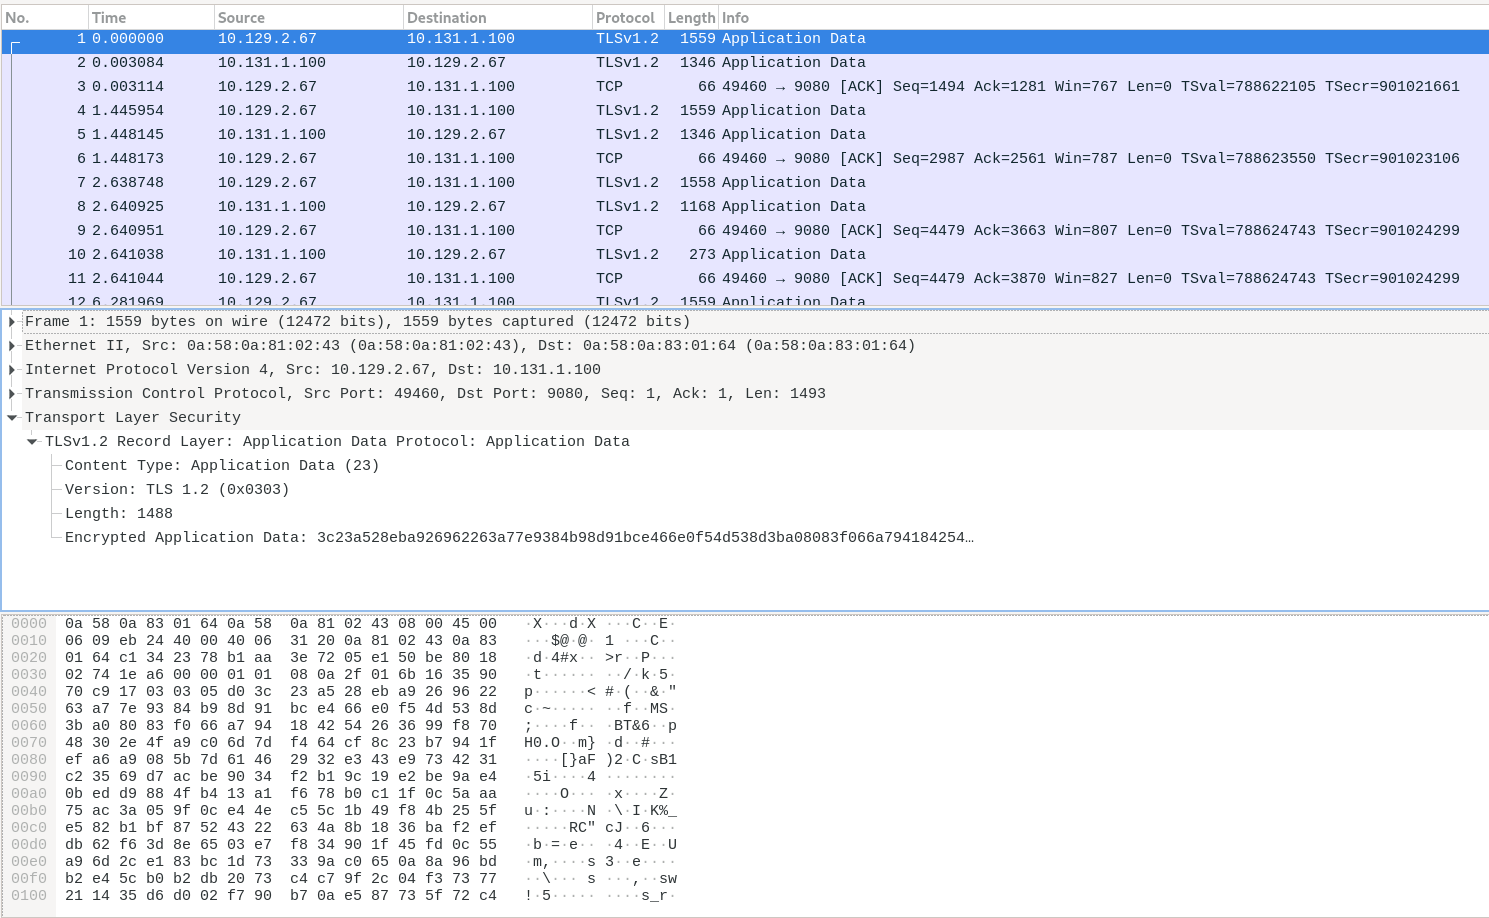 No. Time Source Destination Protocol Length Info
1 0.000000 10.129.2.67 10.131.1.100 TLSv1.2 1559 Application Data
2 0.003084 10.131.1.100 10.129.2.67 TLSv1.2 1346 Application Data
3 0.003114 10.129.2.67 10.131.1.100 TCP 66 49460 → 9080 [ACK] Seq=1494 Ack=1281 Win=767 Len=0 TSval=788622105 TSecr=901021661
4 1.445954 10.129.2.67 10.131.1.100 TLSv1.2 1559 Application Data
5 1.448145 10.131.1.100 10.129.2.67 TLSv1.2 1346 Application Data
6 1.448173 10.129.2.67 10.131.1.100 TCP 66 49460 → 9080 [ACK] Seq=2987 Ack=2561 Win=787 Len=0 TSval=788623550 TSecr=901023106
7 2.638748 10.129.2.67 10.131.1.100 TLSv1.2 1558 Application Data
8 2.640925 10.131.1.100 10.129.2.67 TLSv1.2 1168 Application Data
9 2.640951 10.129.2.67 10.131.1.100 TCP 66 49460 → 9080 [ACK] Seq=4479 Ack=3663 Win=807 Len=0 TSval=788624743 TSecr=901024299
10 2.641038 10.131.1.100 10.129.2.67 TLSv1.2 273 Application Data
11 2.641044 10.129.2.67 10.131.1.100 TCP 66 49460 → 9080 [ACK] Seq=4479 Ack=3870 Win=827 Len=0 TSval=788624743 TSecr=901024299
12 6.281969 10.129.2.67 10.131.1.100 TLSv1.2 1559 Application Data
Frame 1: 1559 bytes on wire (12472 bits), 1559 bytes captured (12472 bits)
Ethernet II, Src: 0a:58:0a:81:02:43 (0a:58:0a:81:02:43), Dst: 0a:58:0a:83:01:64 (0a:58:0a:83:01:64)
Internet Protocol Version 4, Src: 10.129.2.67, Dst: 10.131.1.100
Transmission Control Protocol, Src Port: 49460, Dst Port: 9080, Seq: 1, Ack: 1, Len: 1493
Transport Layer Security
TLSv1.2 Record Layer: Application Data Protocol: Application Data
Content Type: Application Data (23)
Version: TLS 1.2 (0x0303)
Length: 1488
Encrypted Application Data: 3c23a528eba926962263a77e9384b98d91bce466e0f54d538d3ba08083f066a794184254…
0000 0a 58 0a 83 01 64 0a 58 0a 81 02 43 08 00 45 00 ·X···d·X ···C··E·
0010 06 09 eb 24 40 00 40 06 31 20 0a 81 02 43 0a 83 ···$@·@· 1 ···C··
0020 01 64 c1 34 23 78 b1 aa 3e 72 05 e1 50 be 80 18 ·d·4#x·· >r··P···
0030 02 74 1e a6 00 00 01 01 08 0a 2f 01 6b 16 35 90 ·t······ ··/·k·5·
0040 70 c9 17 03 03 05 d0 3c 23 a5 28 eb a9 26 96 22 p······< #·(··&·"
0050 63 a7 7e 93 84 b9 8d 91 bc e4 66 e0 f5 4d 53 8d c·~····· ··f··MS·
0060 3b a0 80 83 f0 66 a7 94 18 42 54 26 36 99 f8 70 ;····f·· ·BT&6··p
0070 48 30 2e 4f a9 c0 6d 7d f4 64 cf 8c 23 b7 94 1f H0.O··m} ·d··#···
0080 ef a6 a9 08 5b 7d 61 46 29 32 e3 43 e9 73 42 31 ····[}aF )2·C·sB1
0090 c2 35 69 d7 ac be 90 34 f2 b1 9c 19 e2 be 9a e4 ·5i····4 ········
00a0 0b ed d9 88 4f b4 13 a1 f6 78 b0 c1 1f 0c 5a aa ····O··· ·x····Z·
00b0 75 ac 3a 05 9f 0c e4 4e c5 5c 1b 49 f8 4b 25 5f u·:····N ·\·I·K%_
00c0 e5 82 b1 bf 87 52 43 22 63 4a 8b 18 36 ba f2 ef ·····RC" cJ··6···
00d0 db 62 f6 3d 8e 65 03 e7 f8 34 90 1f 45 fd 0c 55 ·b·=·e·· ·4··E··U
00e0 a9 6d 2c e1 83 bc 1d 73 33 9a c0 65 0a 8a 96 bd ·m,····s 3··e····
00f0 b2 e4 5c b0 b2 db 20 73 c4 c7 9f 2c 04 f3 73 77 ··\··· s ···,··sw
0100 21 14 35 d6 d0 02 f7 90 b7 0a e5 87 73 5f 72 c4 !·5····· ····s_r·